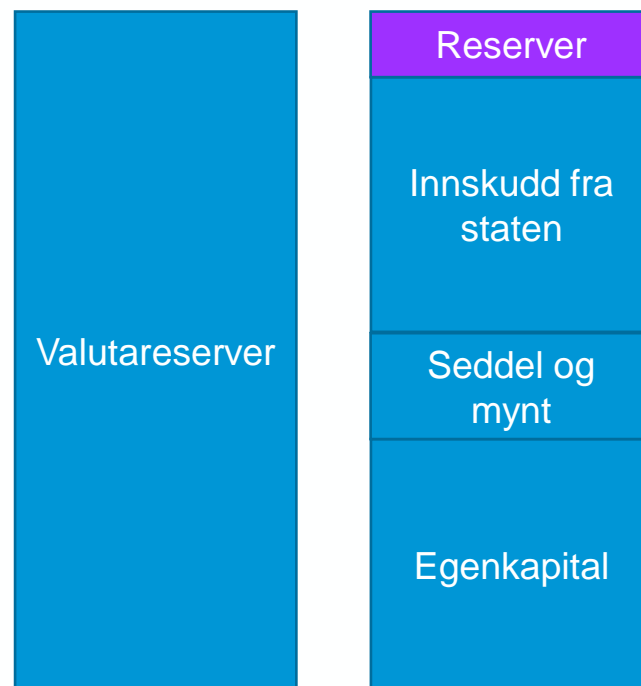 Valutareserver
Reserver
Innskudd fra
staten
Seddel og
mynt
Egenkapital